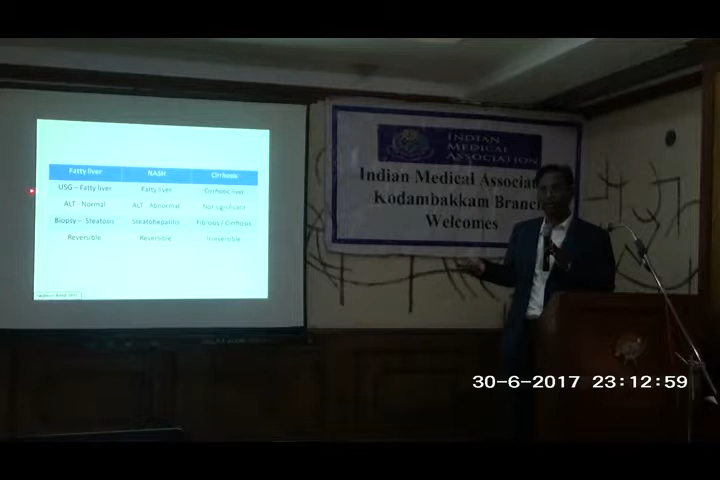 Fatty liver NASH Cirrhosis
USG – Fatty liver Fatty liver Cirrhotic liver
ALT - Normal ALT - Abnormal Not significant
Biopsy – Steatosis Steatohepatitis Fibrosis / Cirrhosis
Reversible Reversible Irreversible
INDIAN
MEDICAL
ASSOCIATION
Indian Medical Associa
Kodambakkam Branch
Welcomes
30-6-2017 23:12:59